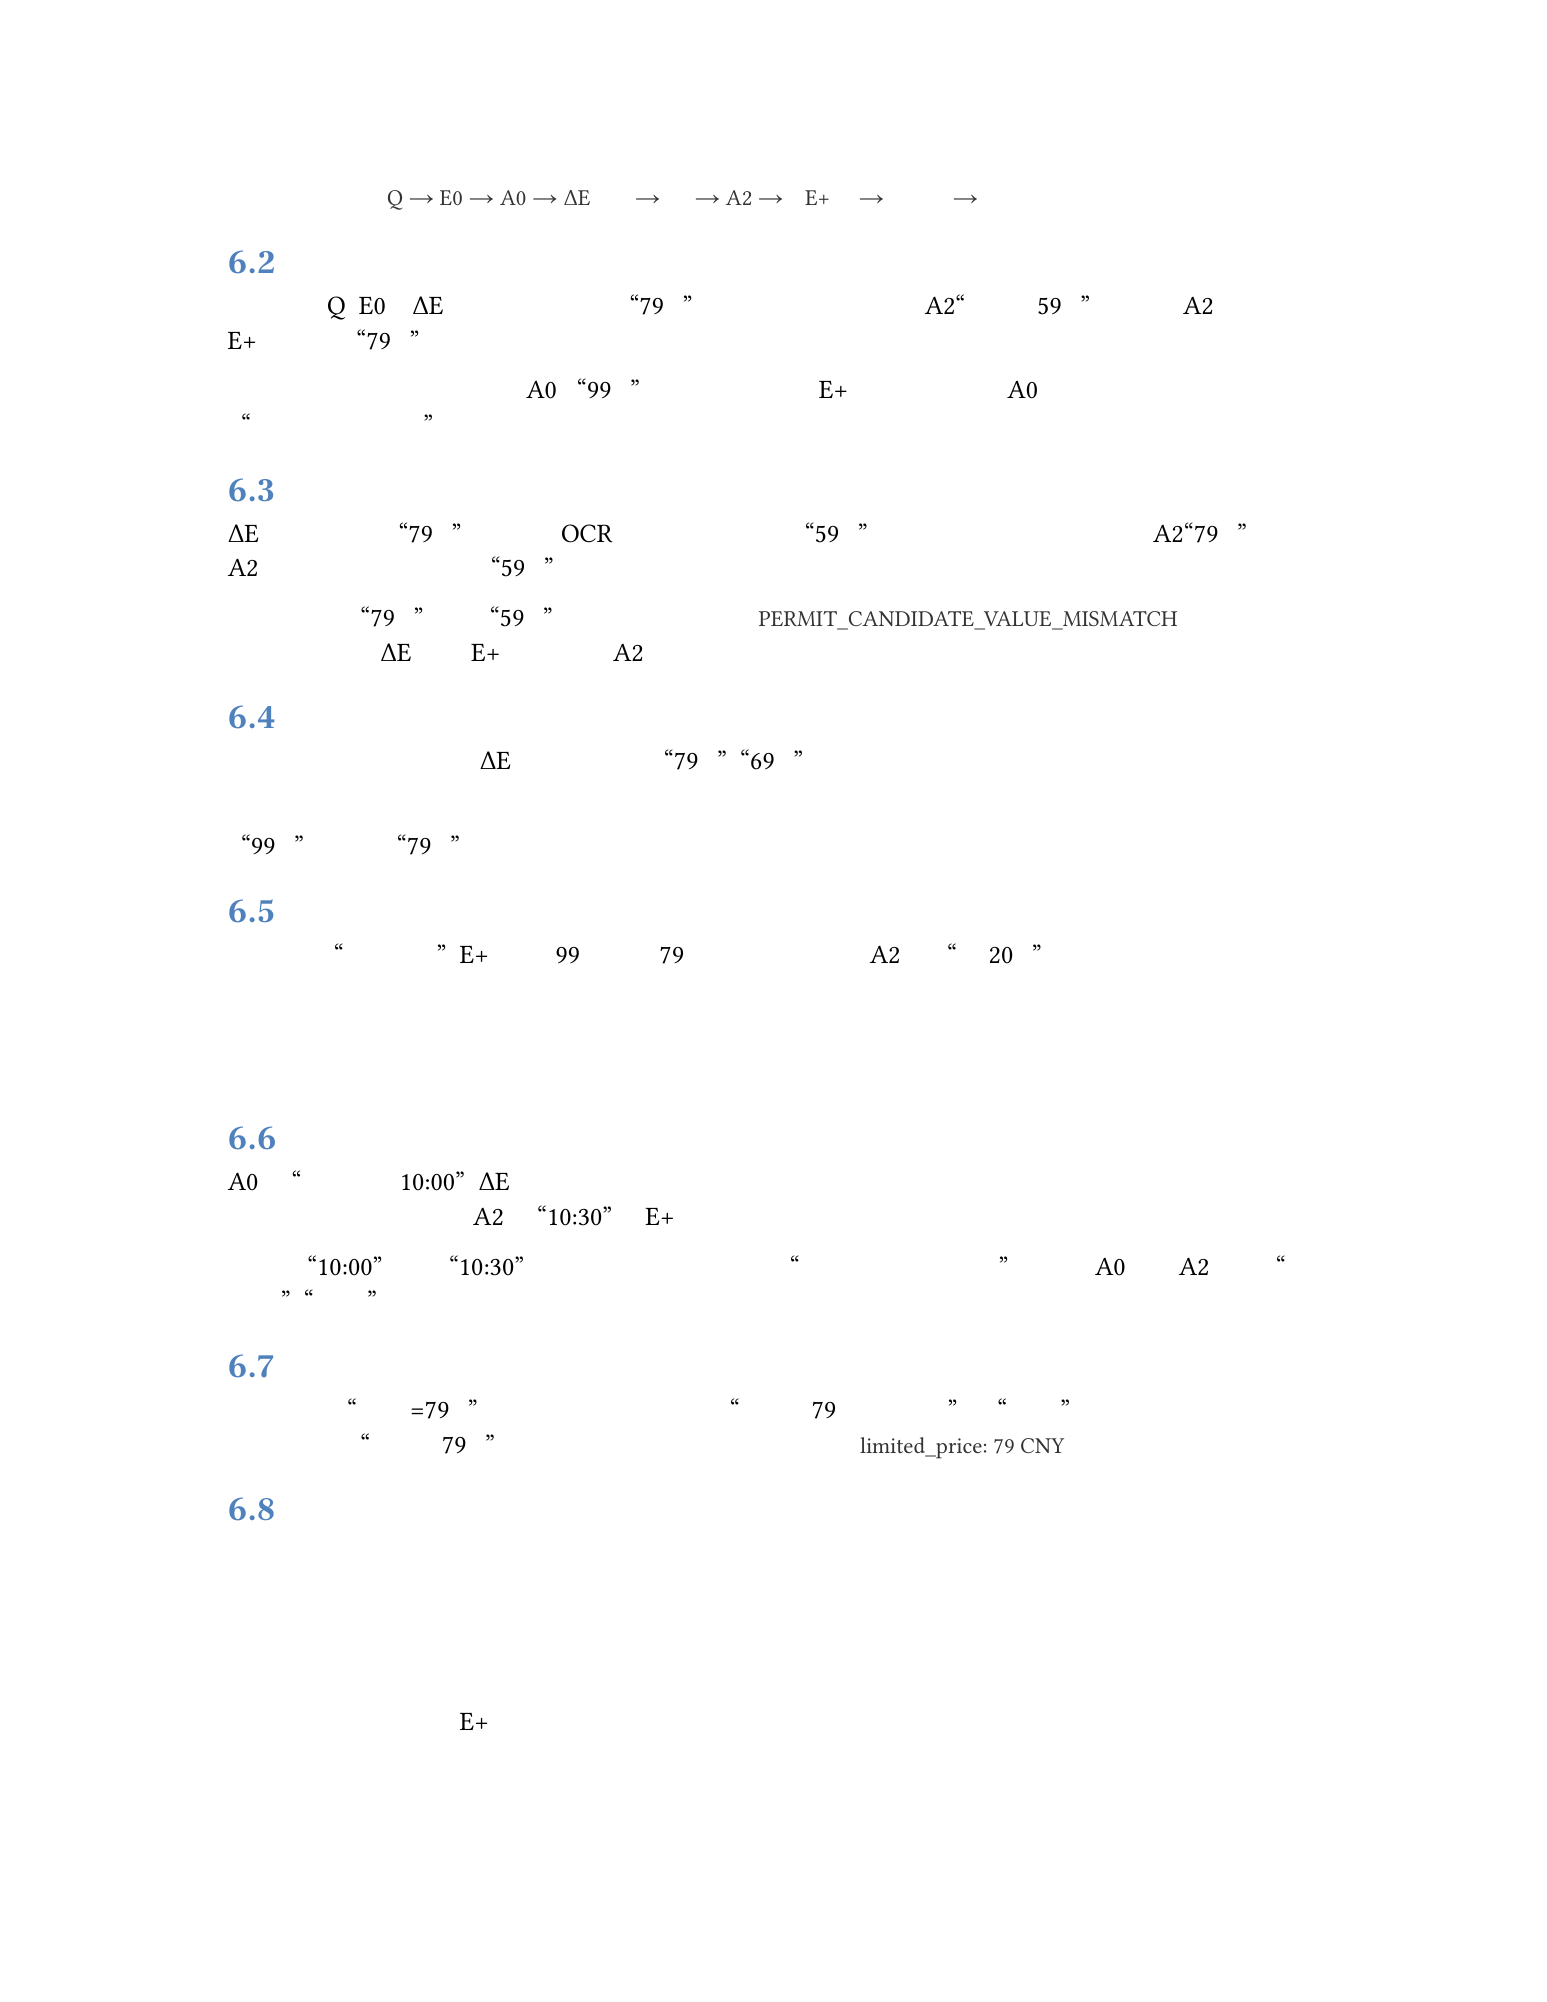 Q → E0 → A0 → ΔE → → A2 → E+ → →
6.2
Q E0 ΔE “79 ” A2“ 59 ” A2
E+ “79 ”
A0 “99 ” E+ A0
“ ”
6.3
ΔE “79 ” OCR “59 ” A2“79 ”
A2 “59 ”
“79 ” “59 ” PERMIT_CANDIDATE_VALUE_MISMATCH
ΔE E+ A2
6.4
ΔE “79 ” “69 ”
“99 ” “79 ”
6.5
“ ” E+ 99 79 A2 “ 20 ”
6.6
A0 “ 10:00” ΔE
A2 “10:30” E+
“10:00” “10:30” “ ” A0 A2 “
” “ ”
6.7
“ =79 ” “ 79 ” “ ”
“ 79 ” limited_price: 79 CNY
6.8
E+